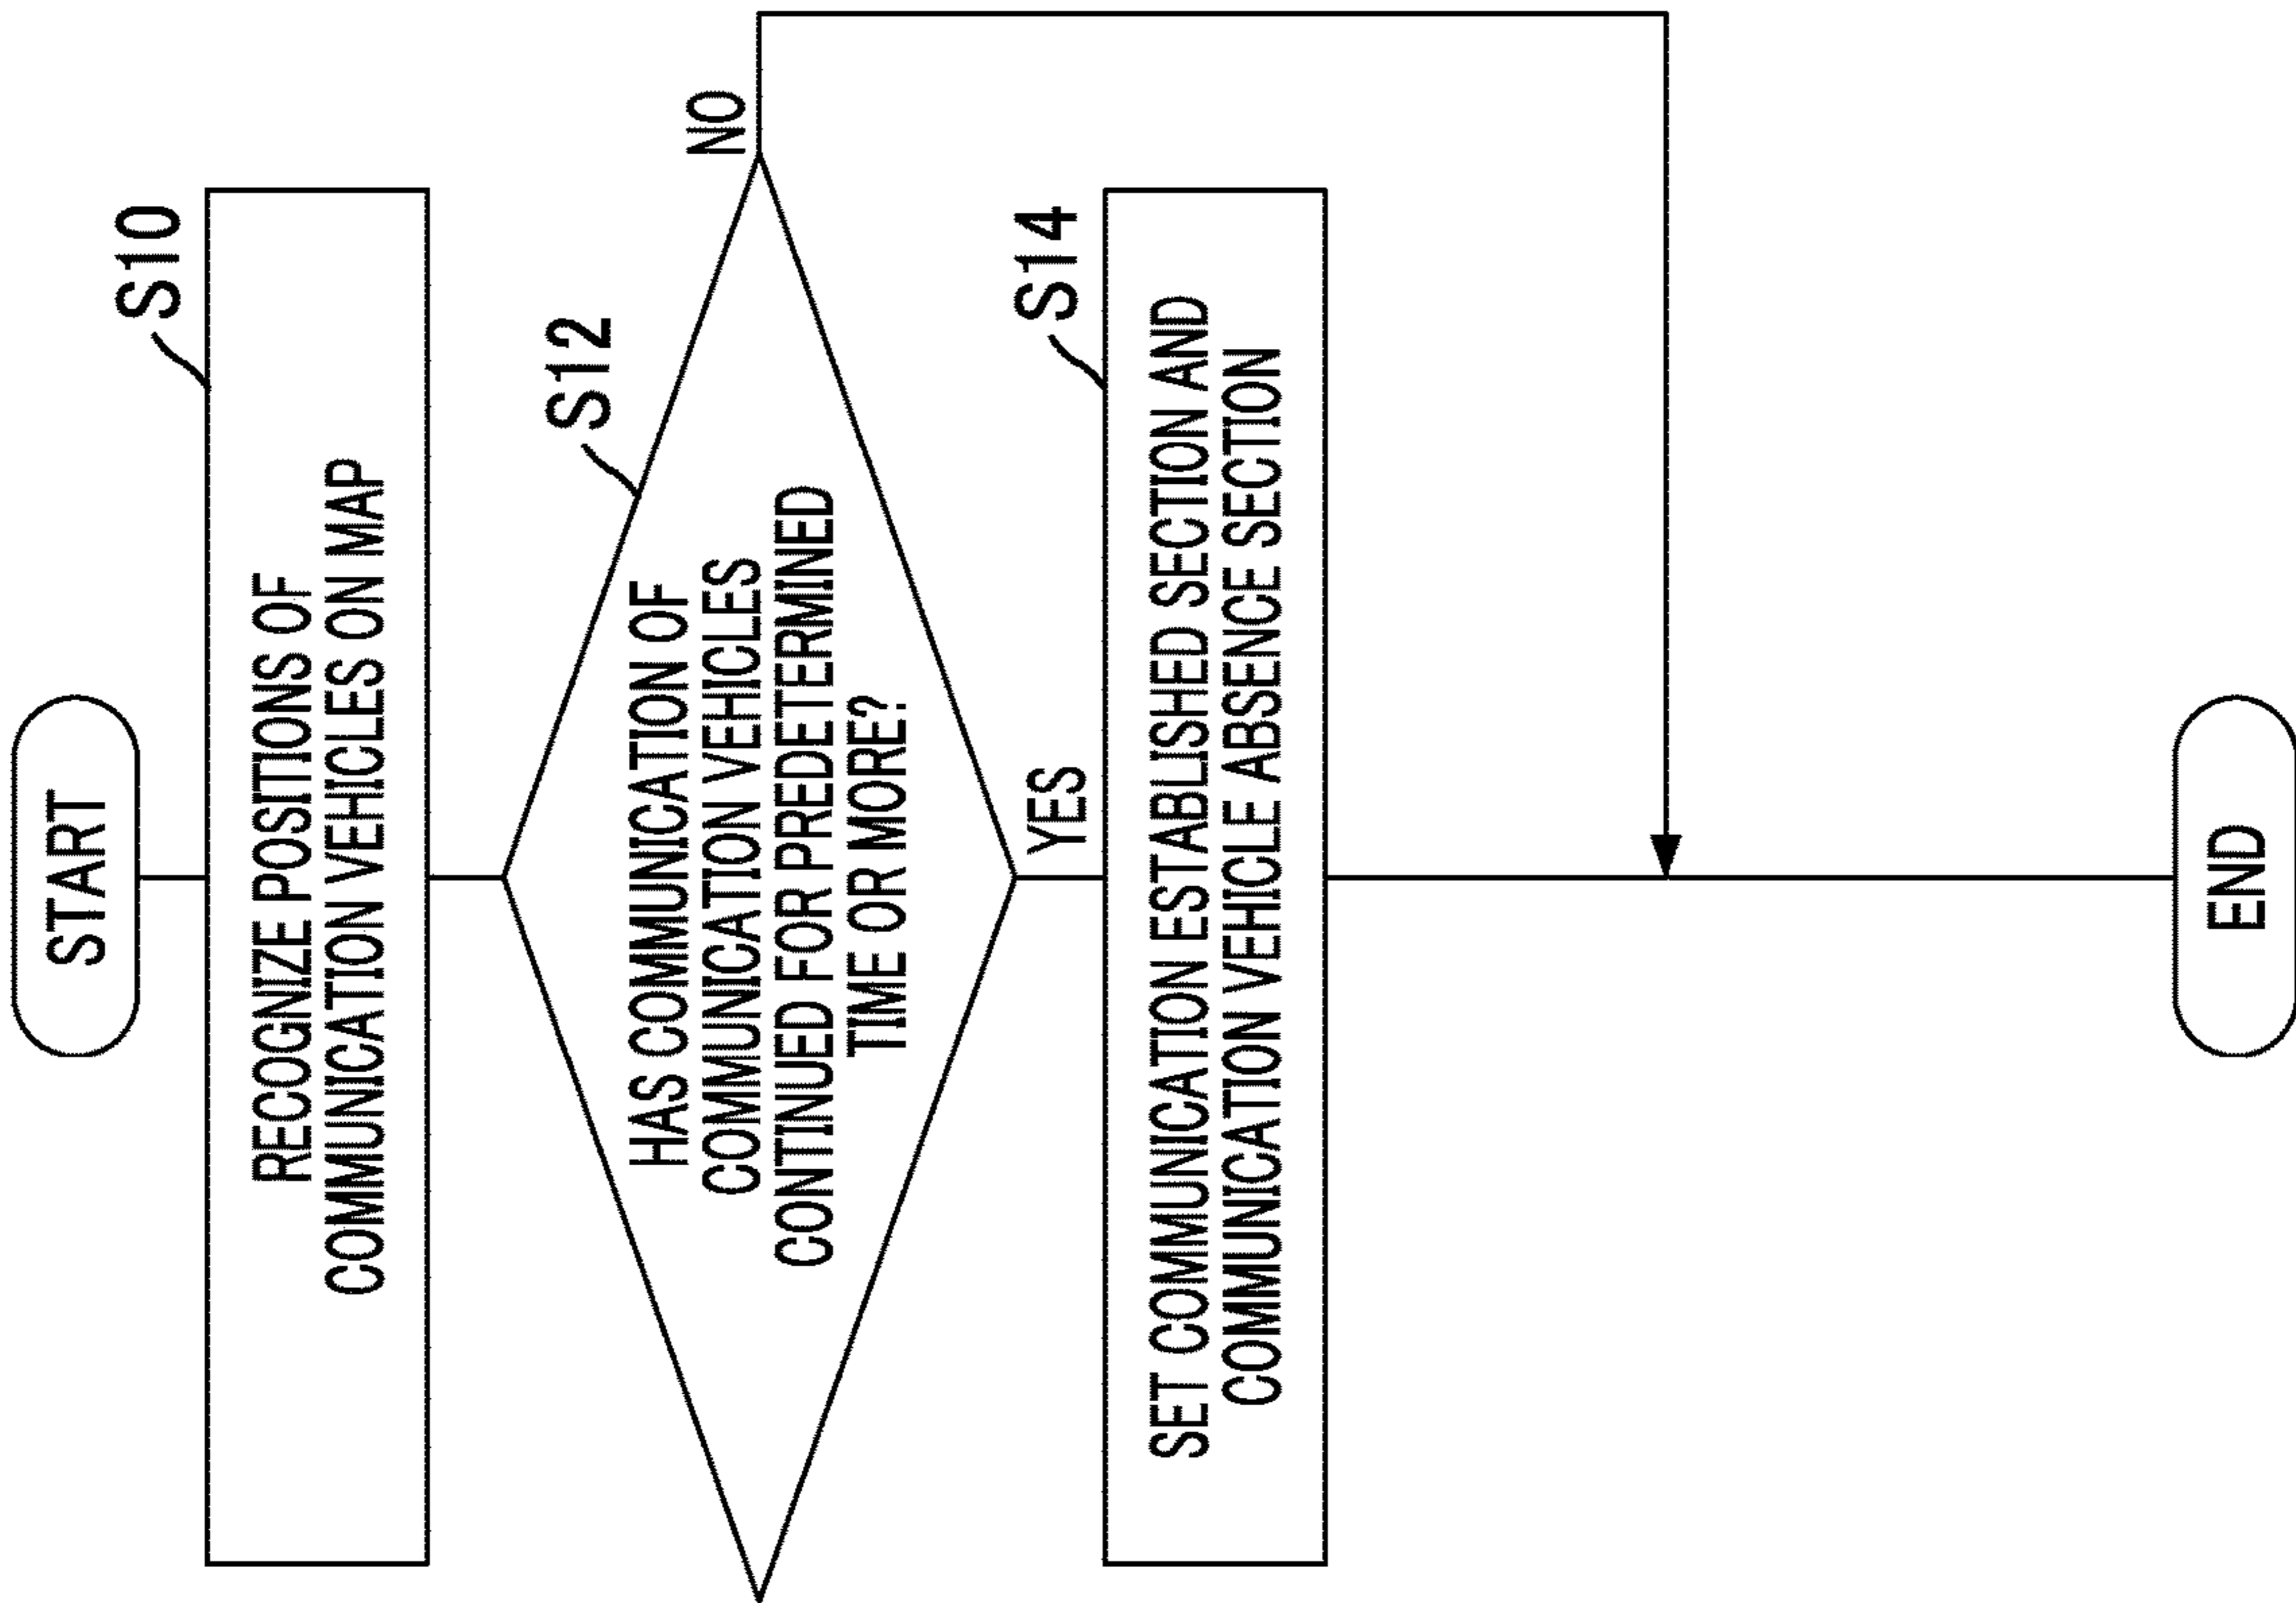 START
S10
RECOGNIZE POSITIONS OF
COMMUNICATION VEHICLES ON MAP
S12
HAS COMMUNICATION OF
COMMUNICATION VEHICLES
CONTINUED FOR PREDETERMINED
TIME OR MORE?
NO
YES
S14
SET COMMUNICATION ESTABLISHED SECTION AND
COMMUNICATION VEHICLE ABSENCE SECTION
END